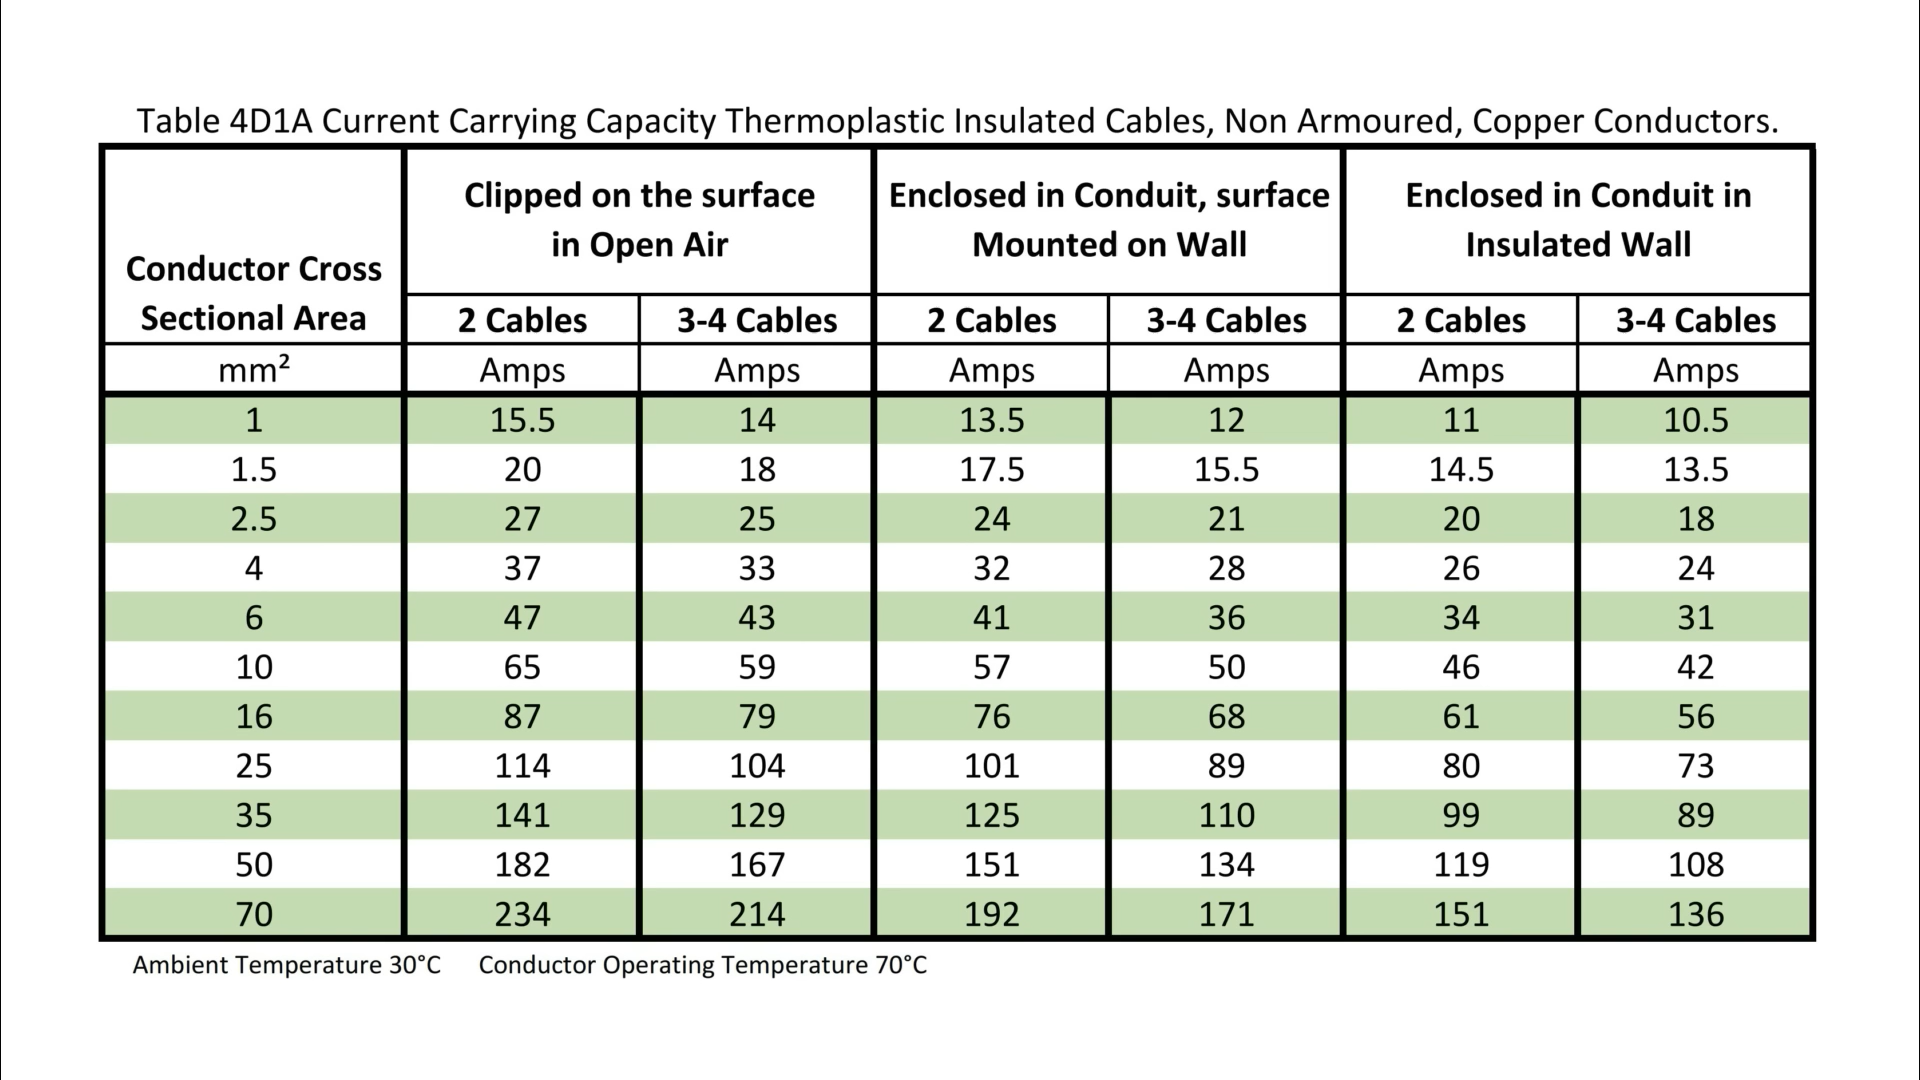 Table 4D1A Current Carrying Capacity Thermoplastic Insulated Cables, Non Armoured, Copper Conductors.
Conductor Cross
Sectional Area
Clipped on the surface
in Open Air
Enclosed in Conduit, surface
Mounted on Wall
Enclosed in Conduit in
Insulated Wall
2 Cables 3-4 Cables 2 Cables 3-4 Cables 2 Cables 3-4 Cables
mm² Amps Amps Amps Amps Amps Amps
1 15.5 14 13.5 12 11 10.5
1.5 20 18 17.5 15.5 14.5 13.5
2.5 27 25 24 21 20 18
4 37 33 32 28 26 24
6 47 43 41 36 34 31
10 65 59 57 50 46 42
16 87 79 76 68 61 56
25 114 104 101 89 80 73
35 141 129 125 110 99 89
50 182 167 151 134 119 108
70 234 214 192 171 151 136
Ambient Temperature 30°C Conductor Operating Temperature 70°C